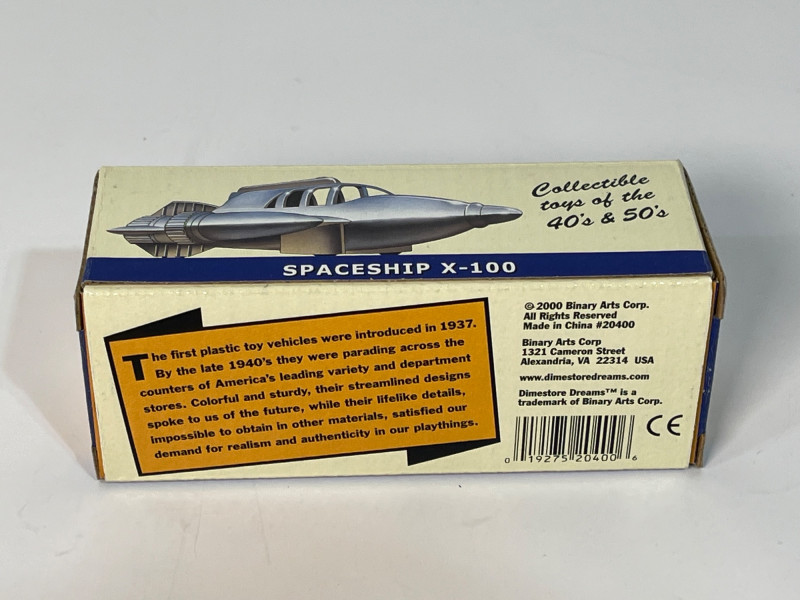 Collectible
toys of the
40's & 50's
SPACESHIP X-100
The first plastic toy vehicles were introduced in 1937.
By the late 1940's they were parading across the
counters of America's leading variety and department
stores. Colorful and sturdy, their streamlined designs
spoke to us of the future, while their lifelike details,
impossible to obtain in other materials, satisfied our
demand for realism and authenticity in our playthings.
© 2000 Binary Arts Corp.
All Rights Reserved
Made in China #20400
Binary Arts Corp
1321 Cameron Street
Alexandria, VA 22314 USA
www.dimestoredreams.com
Dimestore Dreams™ is a
trademark of Binary Arts Corp.
CE
0 19275 20400 6